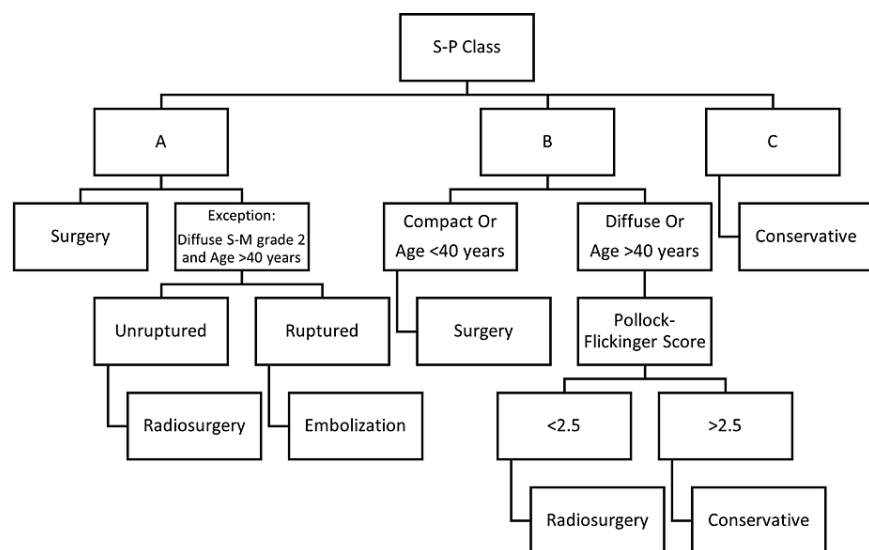 S-P Class
A
B
C
Surgery
Exception:
Diffuse S-M grade 2
and Age >40 years
Compact Or
Age <40 years
Diffuse Or
Age >40 years
Conservative
Unruptured
Ruptured
Surgery
Pollock-
Flickinger Score
Radiosurgery
Embolization
<2.5
>2.5
Radiosurgery
Conservative